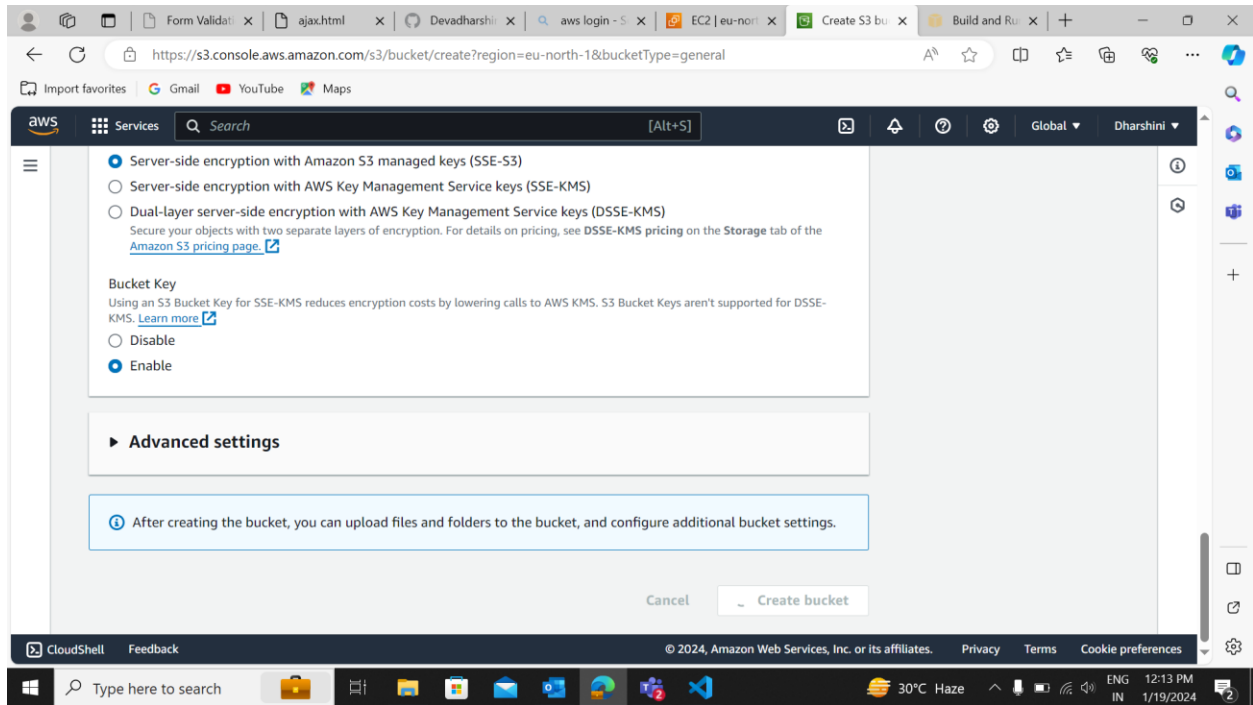 Form Validati
ajax.html
Devadharshir
aws login - S
EC2 | eu-nort
Create S3 bu
Build and Ru
https://s3.console.aws.amazon.com/s3/bucket/create?region=eu-north-1&bucketType=general
Import favorites
Gmail
YouTube
Maps
aws
Services
Search
[Alt+S]
Global
Dharshini
Server-side encryption with Amazon S3 managed keys (SSE-S3)
Server-side encryption with AWS Key Management Service keys (SSE-KMS)
Dual-layer server-side encryption with AWS Key Management Service keys (DSSE-KMS)
Secure your objects with two separate layers of encryption. For details on pricing, see DSSE-KMS pricing on the Storage tab of the
Amazon S3 pricing page.
Bucket Key
Using an S3 Bucket Key for SSE-KMS reduces encryption costs by lowering calls to AWS KMS. S3 Bucket Keys aren't supported for DSSE-
KMS. Learn more
Disable
Enable
Advanced settings
After creating the bucket, you can upload files and folders to the bucket, and configure additional bucket settings.
Cancel
Create bucket
CloudShell
Feedback
© 2024, Amazon Web Services, Inc. or its affiliates.
Privacy
Terms
Cookie preferences
Type here to search
30°C Haze
ENG
IN
12:13 PM
1/19/2024
2